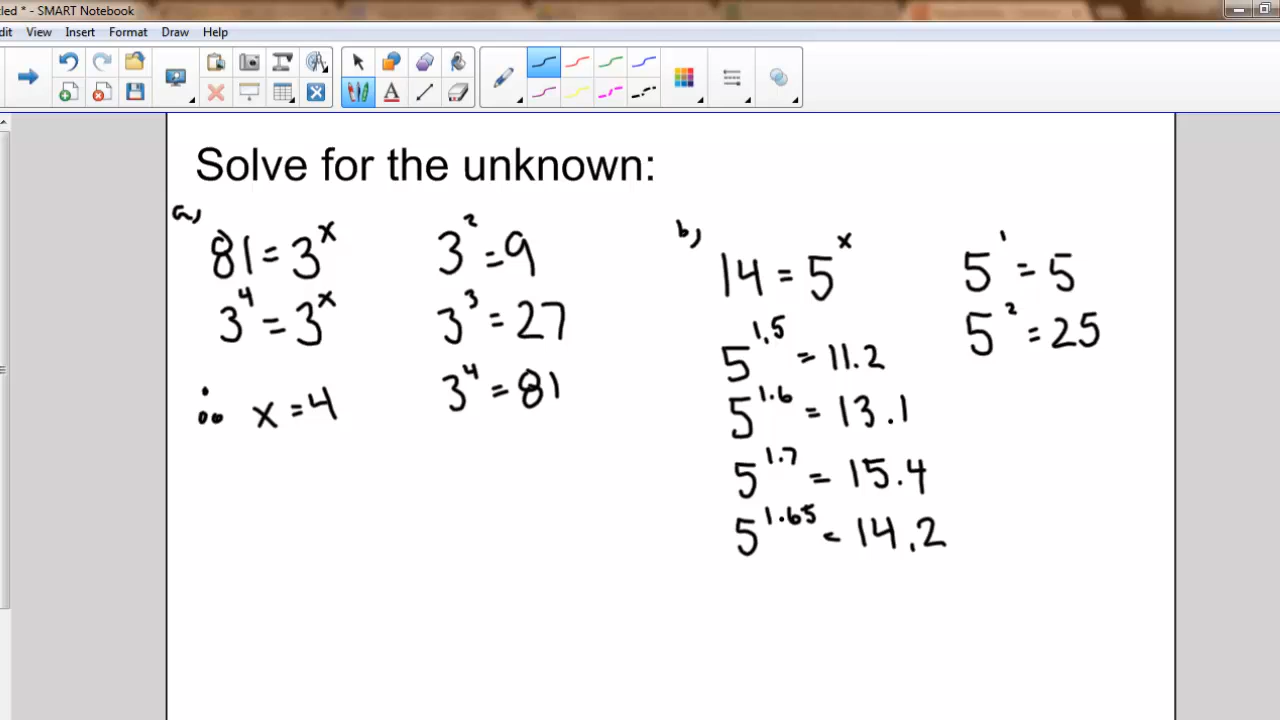 tled * - SMART Notebook
dit View Insert Format Draw Help
Solve for the unknown:
a)
81 = 3^x
3^4 = 3^x
∴ x = 4
3^2 = 9
3^3 = 27
3^4 = 81
b)
14 = 5^x
5^1.5 = 11.2
5^1.6 = 13.1
5^1.7 = 15.4
5^1.65 = 14.2
5^1 = 5
5^2 = 25